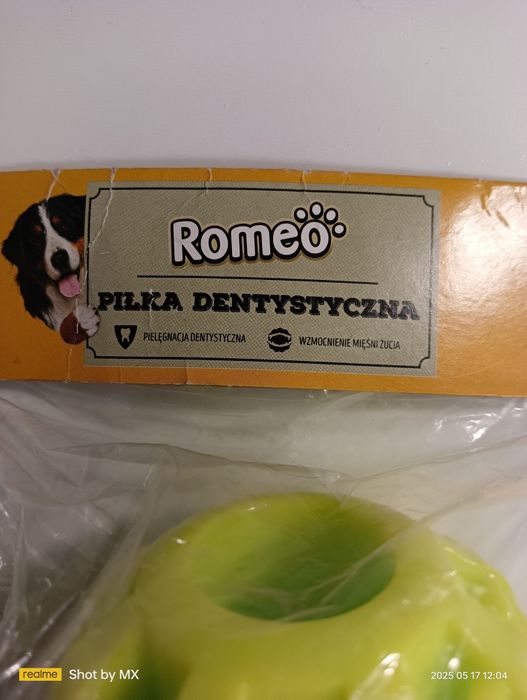 Romeo
PIŁKA DENTYSTYCZNA
PIELĘGNACJA DENTYSTYCZNA
WZMOCNIENIE MIĘŚNI ŻUCIA
realme Shot by MX
2025 05 17 12:04